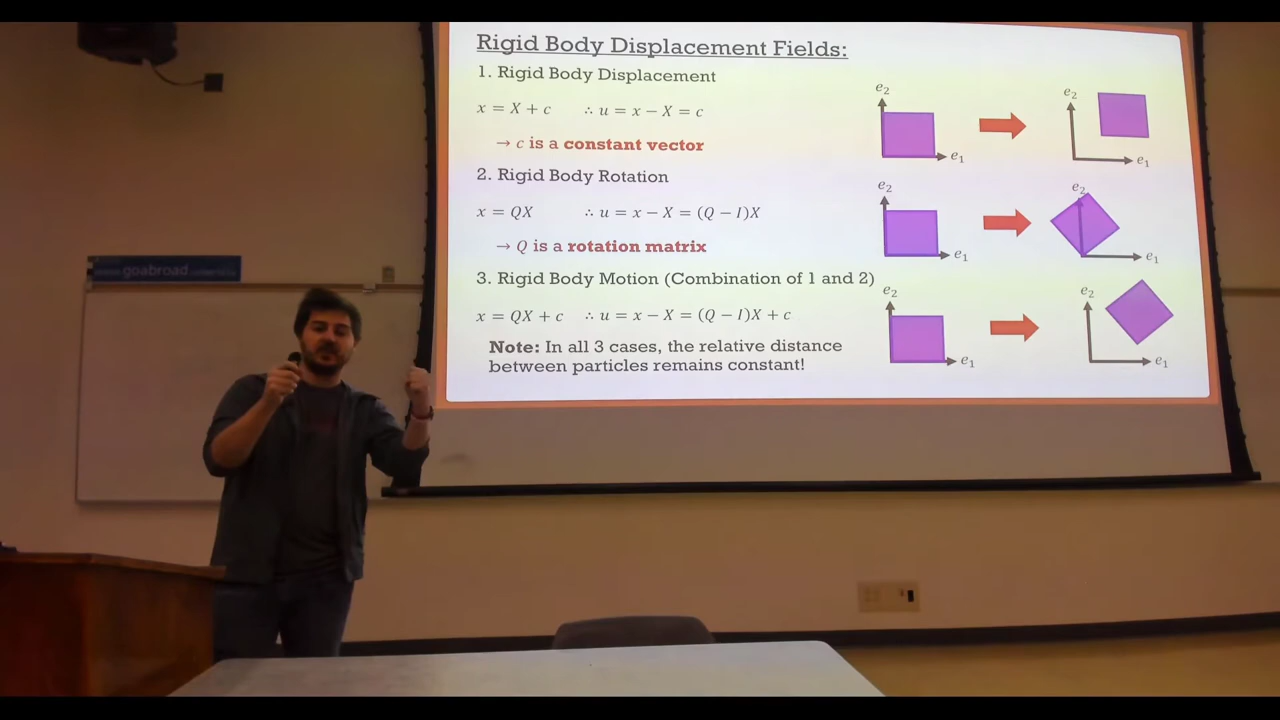 Rigid Body Displacement Fields:
1. Rigid Body Displacement
x = X + c ∴ u = x − X = c
→ c is a constant vector
e₂
e₁
e₂
e₁
2. Rigid Body Rotation
x = QX ∴ u = x − X = (Q − I)X
→ Q is a rotation matrix
e₂
e₁
e₂
e₁
3. Rigid Body Motion (Combination of 1 and 2)
x = QX + c ∴ u = x − X = (Q − I)X + c
Note: In all 3 cases, the relative distance
between particles remains constant!
e₂
e₁
e₂
e₁
goabroad